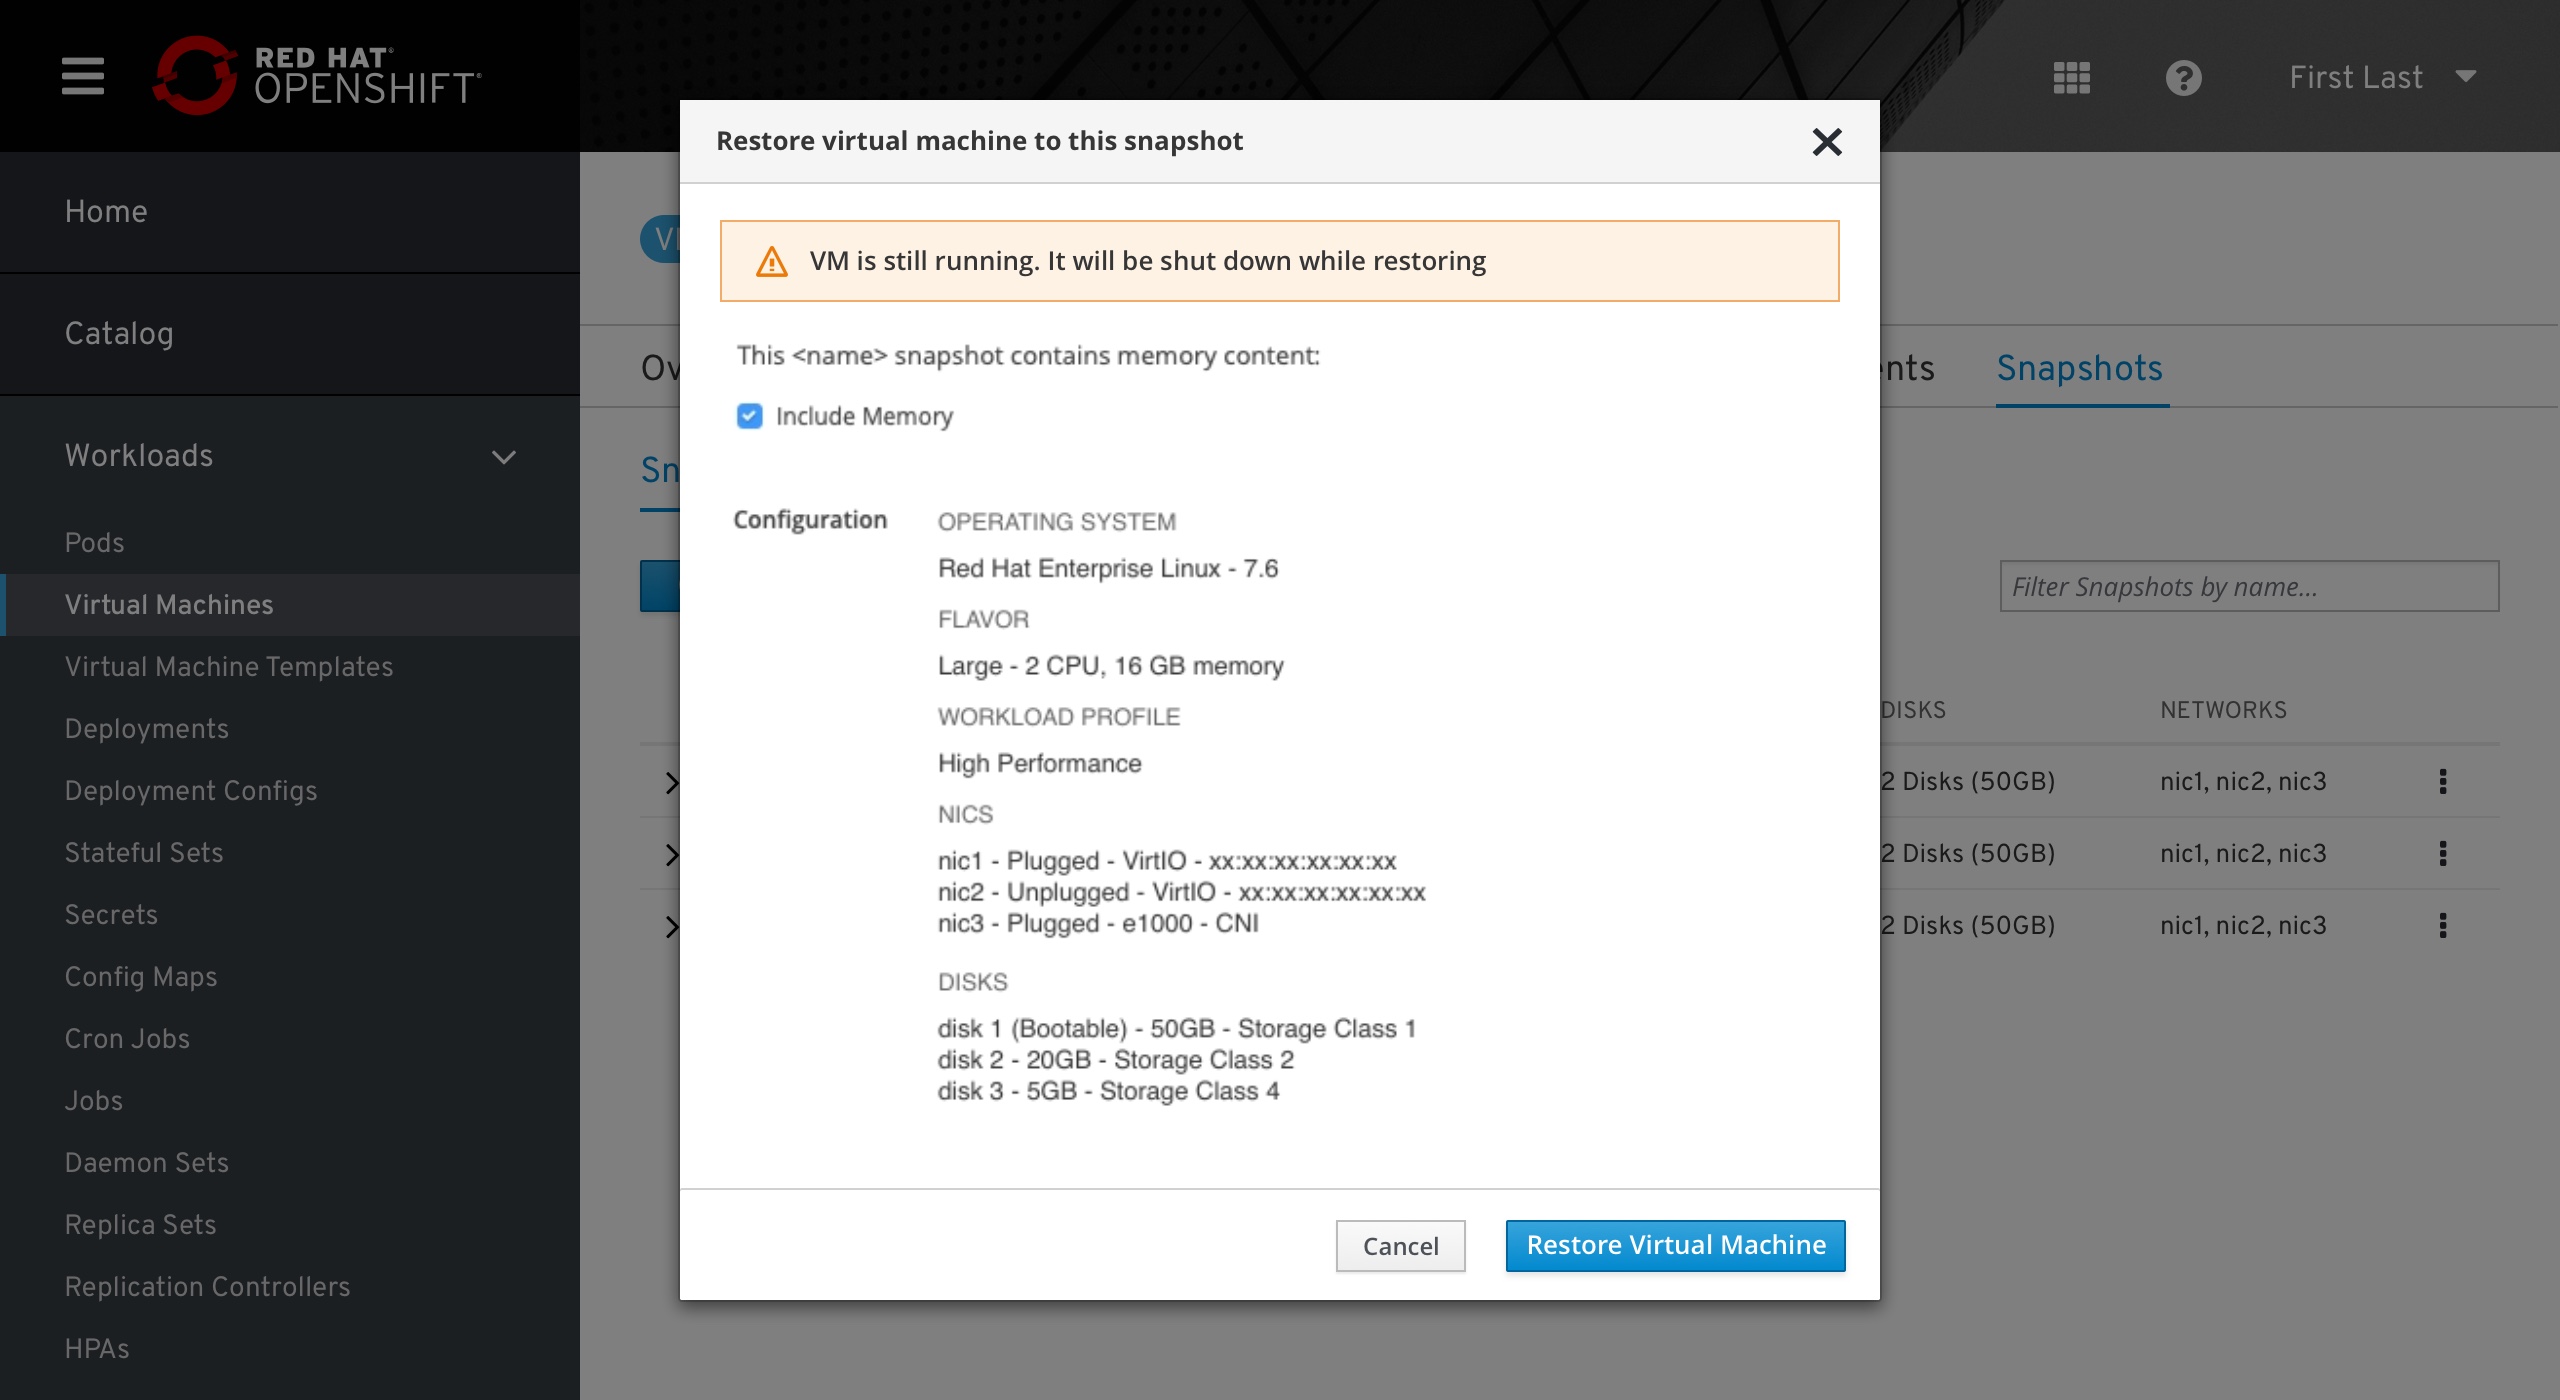 RED HAT®
OPENSHIFT®
First Last
Home
Catalog
Workloads
Pods
Virtual Machines
Virtual Machine Templates
Deployments
Deployment Configs
Stateful Sets
Secrets
Config Maps
Cron Jobs
Jobs
Daemon Sets
Replica Sets
Replication Controllers
HPAs
Restore virtual machine to this snapshot
VM is still running. It will be shut down while restoring
This <name> snapshot contains memory content:
Include Memory
Configuration
OPERATING SYSTEM
Red Hat Enterprise Linux - 7.6
FLAVOR
Large - 2 CPU, 16 GB memory
WORKLOAD PROFILE
High Performance
NICS
nic1 - Plugged - VirtIO - xx:xx:xx:xx:xx:xx
nic2 - Unplugged - VirtIO - xx:xx:xx:xx:xx:xx
nic3 - Plugged - e1000 - CNI
DISKS
disk 1 (Bootable) - 50GB - Storage Class 1
disk 2 - 20GB - Storage Class 2
disk 3 - 5GB - Storage Class 4
Cancel
Restore Virtual Machine
Snapshots
Filter Snapshots by name...
DISKS NETWORKS
2 Disks (50GB) nic1, nic2, nic3
2 Disks (50GB) nic1, nic2, nic3
2 Disks (50GB) nic1, nic2, nic3